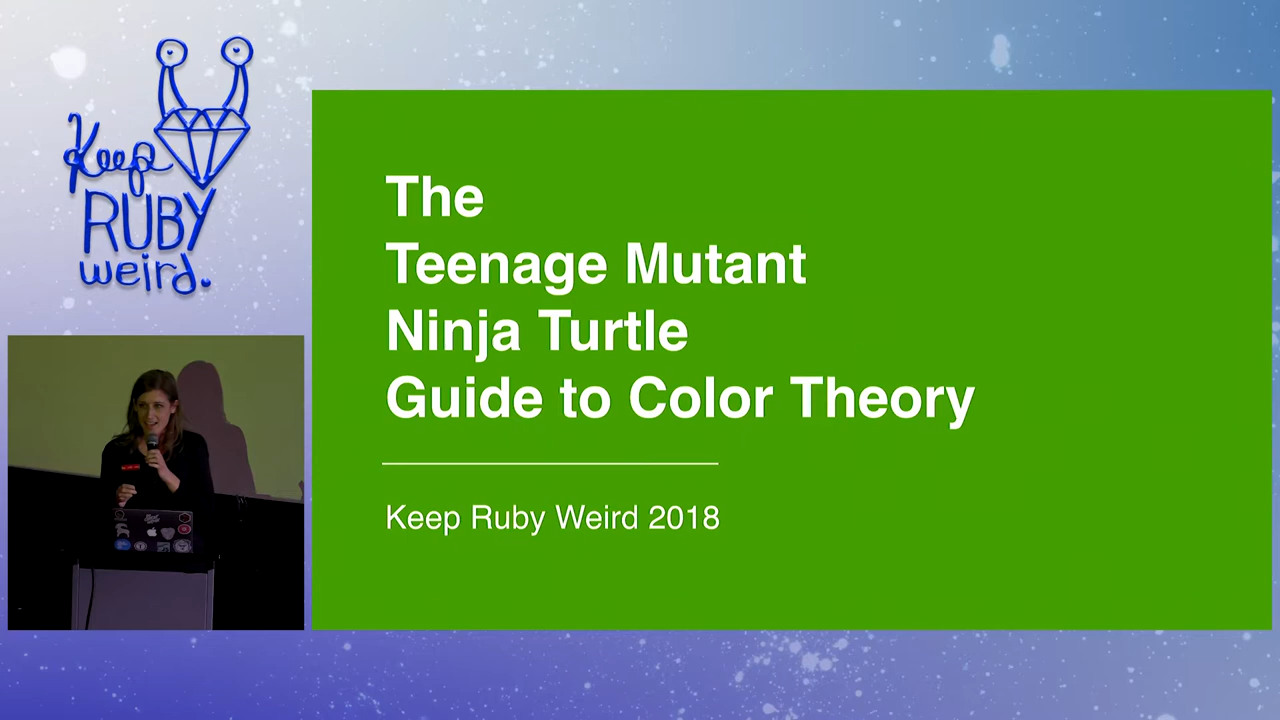 Keep
RUBY
weird.
The
Teenage Mutant
Ninja Turtle
Guide to Color Theory
Keep Ruby Weird 2018